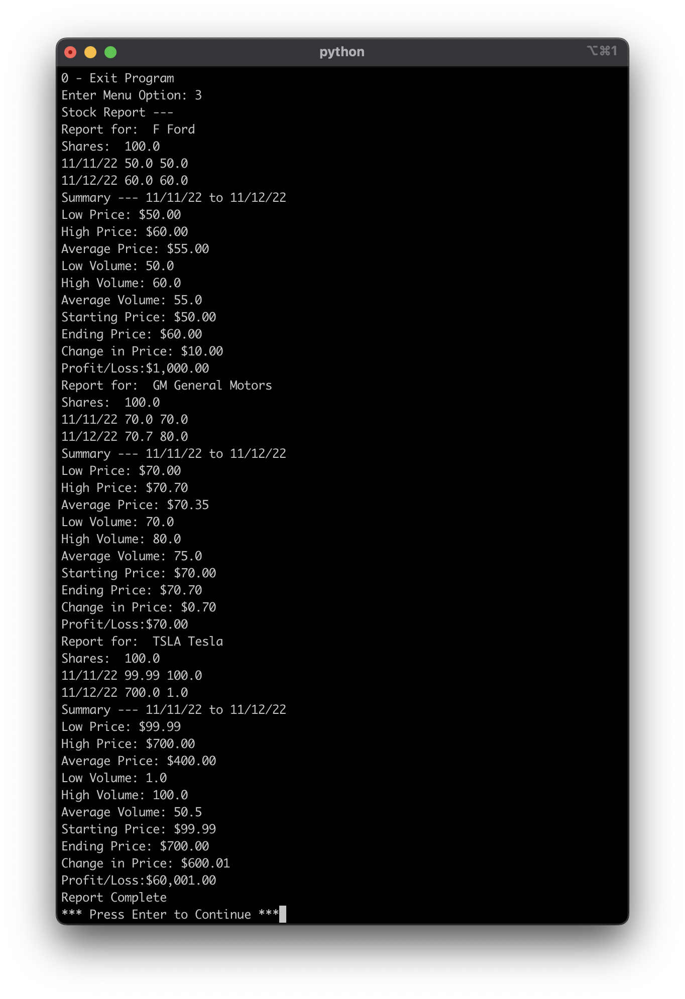 python
⌥⌘1
0 - Exit Program
Enter Menu Option: 3
Stock Report ---
Report for:  F Ford
Shares:  100.0
11/11/22 50.0 50.0
11/12/22 60.0 60.0
Summary --- 11/11/22 to 11/12/22
Low Price: $50.00
High Price: $60.00
Average Price: $55.00
Low Volume: 50.0
High Volume: 60.0
Average Volume: 55.0
Starting Price: $50.00
Ending Price: $60.00
Change in Price: $10.00
Profit/Loss:$1,000.00
Report for:  GM General Motors
Shares:  100.0
11/11/22 70.0 70.0
11/12/22 70.7 80.0
Summary --- 11/11/22 to 11/12/22
Low Price: $70.00
High Price: $70.70
Average Price: $70.35
Low Volume: 70.0
High Volume: 80.0
Average Volume: 75.0
Starting Price: $70.00
Ending Price: $70.70
Change in Price: $0.70
Profit/Loss:$70.00
Report for:  TSLA Tesla
Shares:  100.0
11/11/22 99.99 100.0
11/12/22 700.0 1.0
Summary --- 11/11/22 to 11/12/22
Low Price: $99.99
High Price: $700.00
Average Price: $400.00
Low Volume: 1.0
High Volume: 100.0
Average Volume: 50.5
Starting Price: $99.99
Ending Price: $700.00
Change in Price: $600.01
Profit/Loss:$60,001.00
Report Complete
*** Press Enter to Continue ***